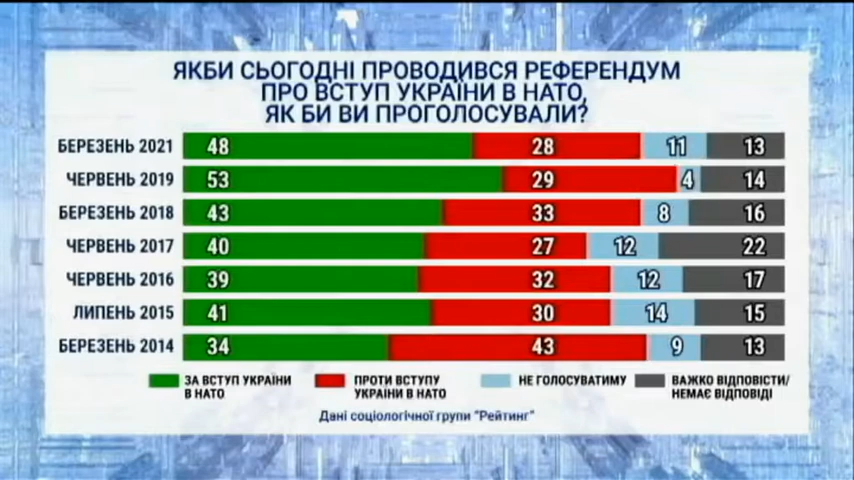 ЯКБИ СЬОГОДНІ ПРОВОДИВСЯ РЕФЕРЕНДУМ
ПРО ВСТУП УКРАЇНИ В НАТО,
ЯК БИ ВИ ПРОГОЛОСУВАЛИ?
БЕРЕЗЕНЬ 2021 48 28 11 13
ЧЕРВЕНЬ 2019 53 29 4 14
БЕРЕЗЕНЬ 2018 43 33 8 16
ЧЕРВЕНЬ 2017 40 27 12 22
ЧЕРВЕНЬ 2016 39 32 12 17
ЛИПЕНЬ 2015 41 30 14 15
БЕРЕЗЕНЬ 2014 34 43 9 13
ЗА ВСТУП УКРАЇНИ
В НАТО
ПРОТИ ВСТУПУ
УКРАЇНИ В НАТО
НЕ ГОЛОСУВАТИМУ
ВАЖКО ВІДПОВІСТИ/
НЕМАЄ ВІДПОВІДІ
Дані соціологічної групи "Рейтинг"